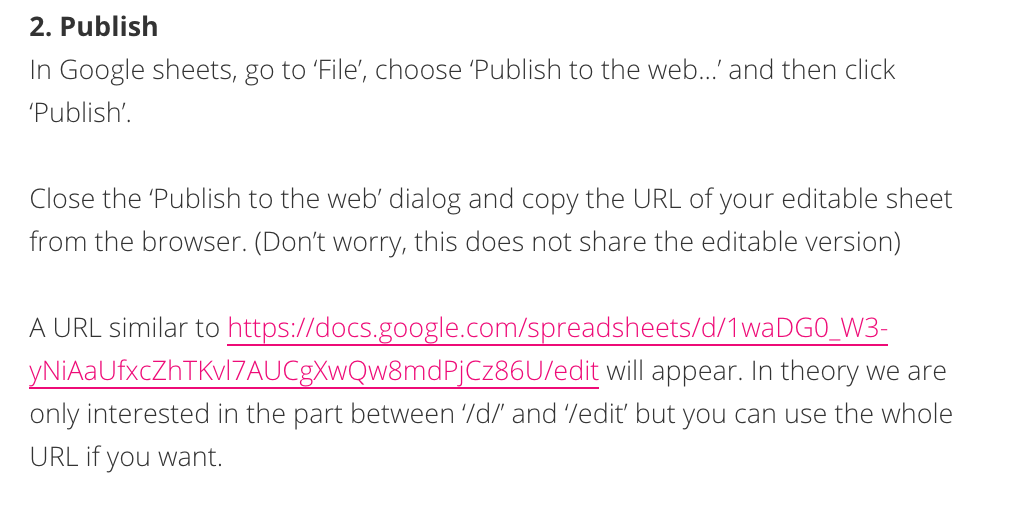 2. Publish
In Google sheets, go to ‘File’, choose ‘Publish to the web...’ and then click
‘Publish’.
Close the ‘Publish to the web’ dialog and copy the URL of your editable sheet
from the browser. (Don’t worry, this does not share the editable version)
A URL similar to https://docs.google.com/spreadsheets/d/1waDG0_W3-
yNiAaUfxcZhTKvl7AUCgXwQw8mdPjCz86U/edit will appear. In theory we are
only interested in the part between ‘/d/’ and ‘/edit’ but you can use the whole
URL if you want.